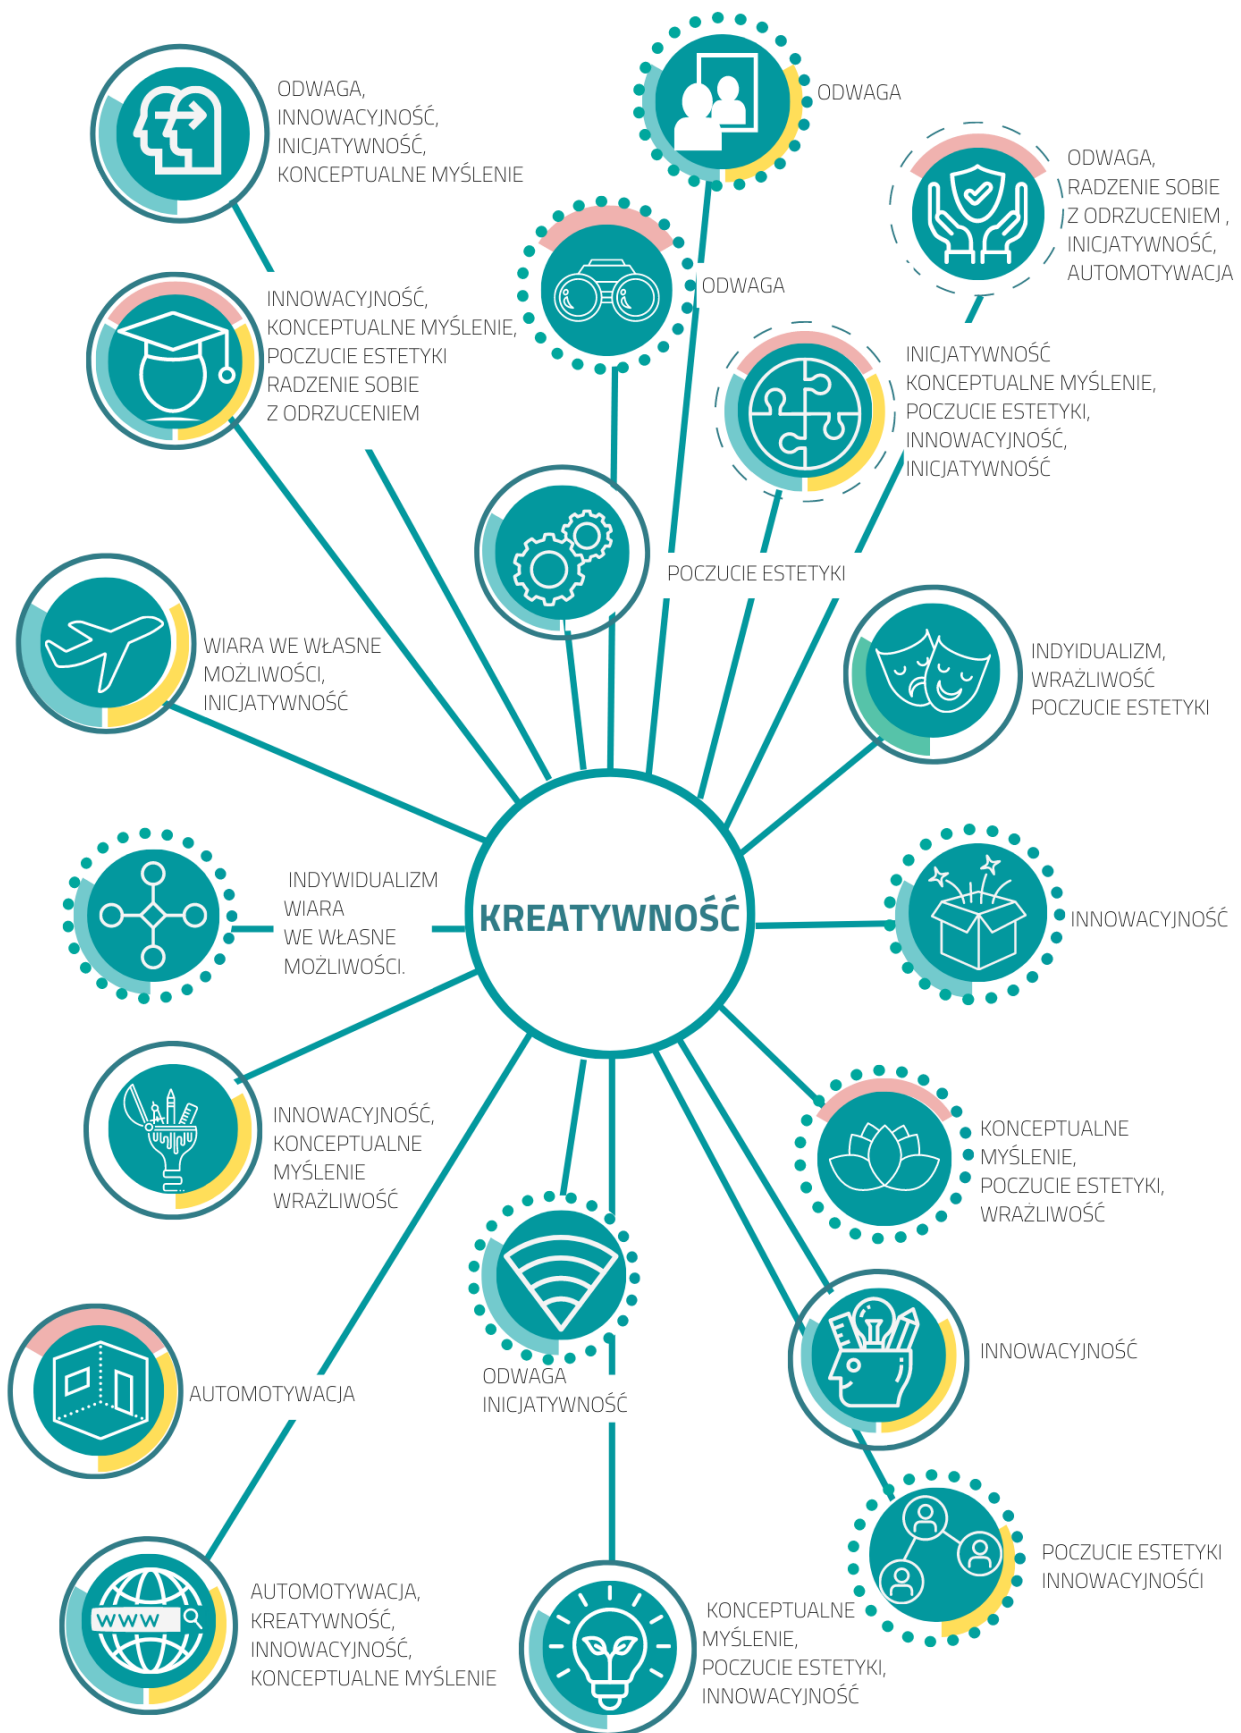 ODWAGA,
INNOWACYJNOŚĆ,
INICJATYWNOŚĆ,
KONCEPTUALNE MYŚLENIE
ODWAGA
ODWAGA,
RADZENIE SOBIE
Z ODRZUCENIEM ,
INICJATYWNOŚĆ,
AUTOMOTYWACJA
ODWAGA
INNOWACYJNOŚĆ,
KONCEPTUALNE MYŚLENIE,
POCZUCIE ESTETYKI
RADZENIE SOBIE
Z ODRZUCENIEM
INICJATYWNOŚĆ
KONCEPTUALNE MYŚLENIE,
POCZUCIE ESTETYKI,
INNOWACYJNOŚĆ,
INICJATYWNOŚĆ
POCZUCIE ESTETYKI
WIARA WE WŁASNE
MOŻLIWOŚCI,
INICJATYWNOŚĆ
INDYIDUALIZM,
WRAŻLIWOŚĆ
POCZUCIE ESTETYKI
INDYWIDUALIZM
WIARA
WE WŁASNE
MOŻLIWOŚCI.
KREATYWNOŚĆ
INNOWACYJNOŚĆ
INNOWACYJNOŚĆ,
KONCEPTUALNE
MYŚLENIE
WRAŻLIWOŚĆ
KONCEPTUALNE
MYŚLENIE,
POCZUCIE ESTETYKI,
WRAŻLIWOŚĆ
AUTOMOTYWACJA
ODWAGA
INICJATYWNOŚĆ
INNOWACYJNOŚĆ
POCZUCIE ESTETYKI
INNOWACYJNOŚĆI
WWW
AUTOMOTYWACJA,
KREATYWNOŚĆ,
INNOWACYJNOŚĆ,
KONCEPTUALNE MYŚLENIE
KONCEPTUALNE
MYŚLENIE,
POCZUCIE ESTETYKI,
INNOWACYJNOŚĆ